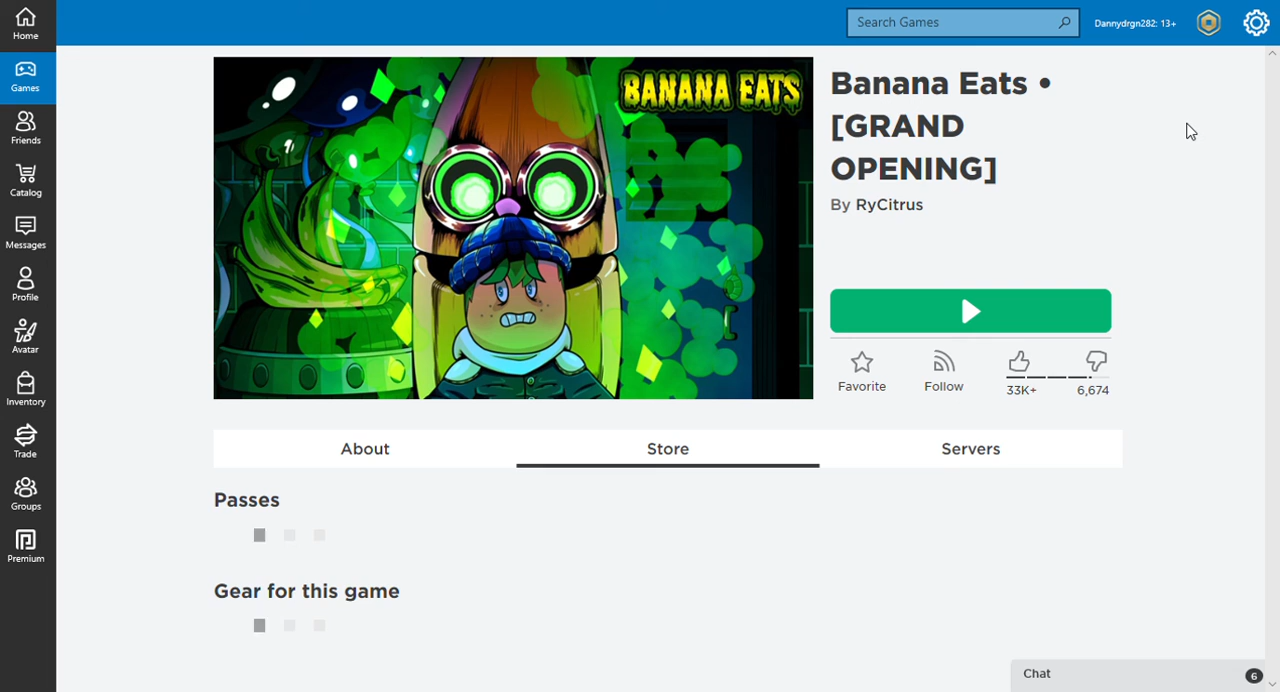 Home
Games
Friends
Catalog
Messages
Profile
Avatar
Inventory
Trade
Groups
Premium
Search Games
Dannydrgn282: 13+
BANANA EATS
Banana Eats •
[GRAND
OPENING]
By RyCitrus
Favorite
Follow
33K+
6,674
About
Store
Servers
Passes
Gear for this game
Chat
6